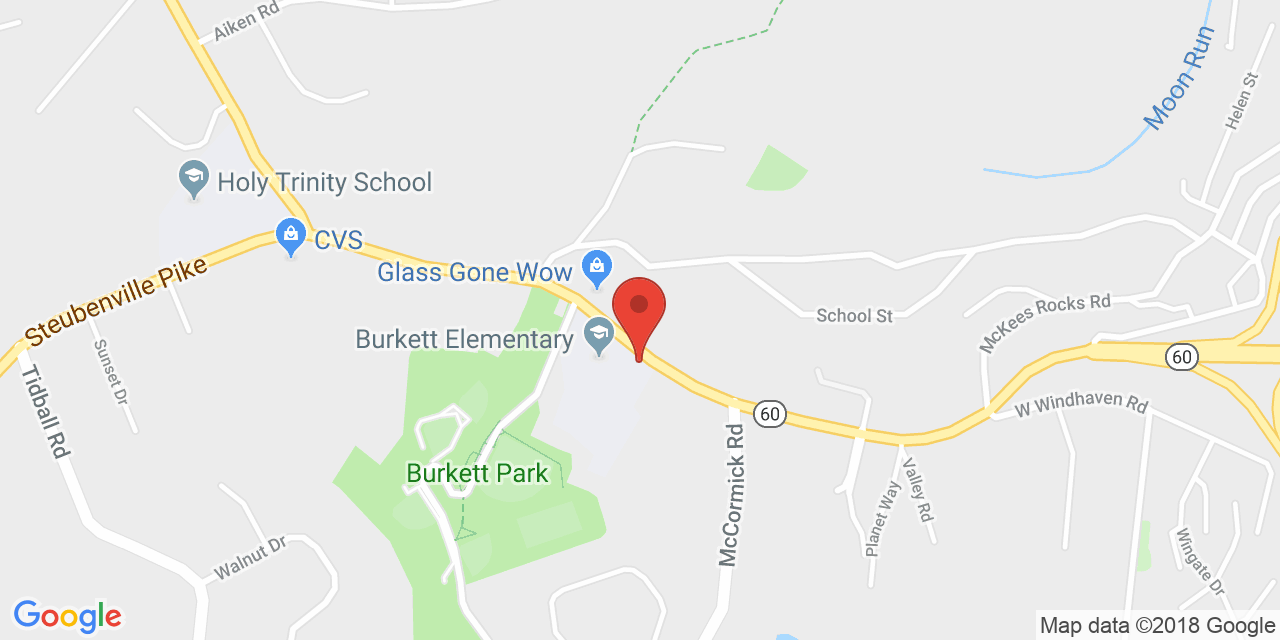 Aiken Rd
Moon Run
Helen St
Holy Trinity School
CVS
Glass Gone Wow
Steubenville Pike
School St
McKees Rocks Rd
Burkett Elementary
60
Sunset Dr
Tidball Rd
60
W Windhaven Rd
Burkett Park
McCormick Rd
Valley Rd
Planet Way
Walnut Dr
Wingate Dr
Google
Map data ©2018 Google